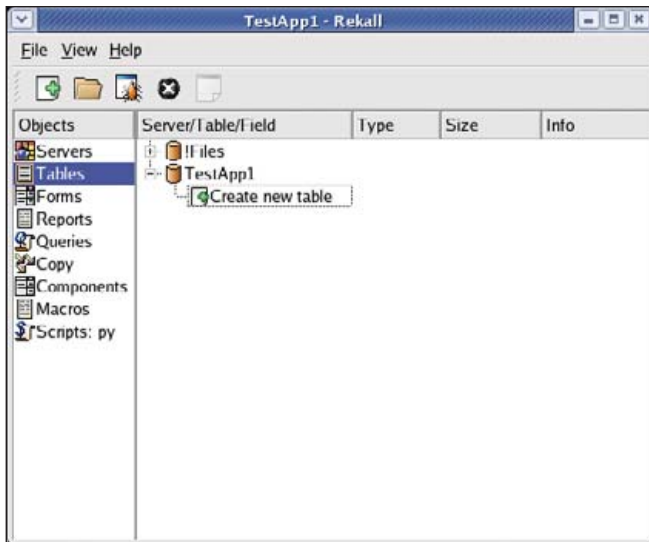 TestApp1 - Rekall
File View Help
Objects Server/Table/Field Type Size Info
Servers
Tables
Forms
Reports
Queries
Copy
Components
Macros
Scripts: py
!Files
TestApp1
Create new table